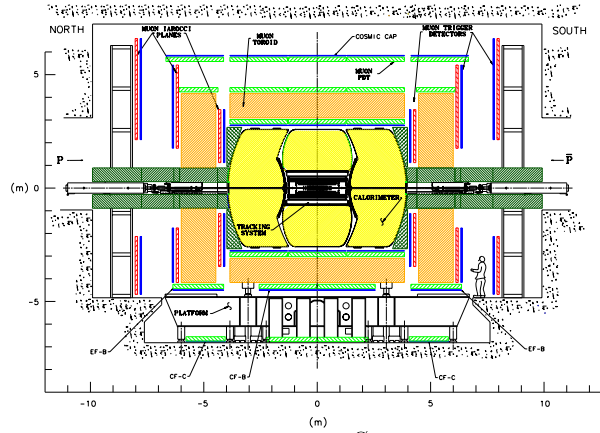 NORTH
MUON IAROCCI
PLANES
MUON
TOROID
COSMIC CAP
MUON TRIGGER
DETECTORS
SOUTH
MUON
PDT
5
P
P̅
(m)
0
TRACKING
SYSTEM
CALORIMETER
-5
PLATFORM
EF-B
EF-B
CF-C
CF-B
CF-C
-10
-5
0
5
10
(m)